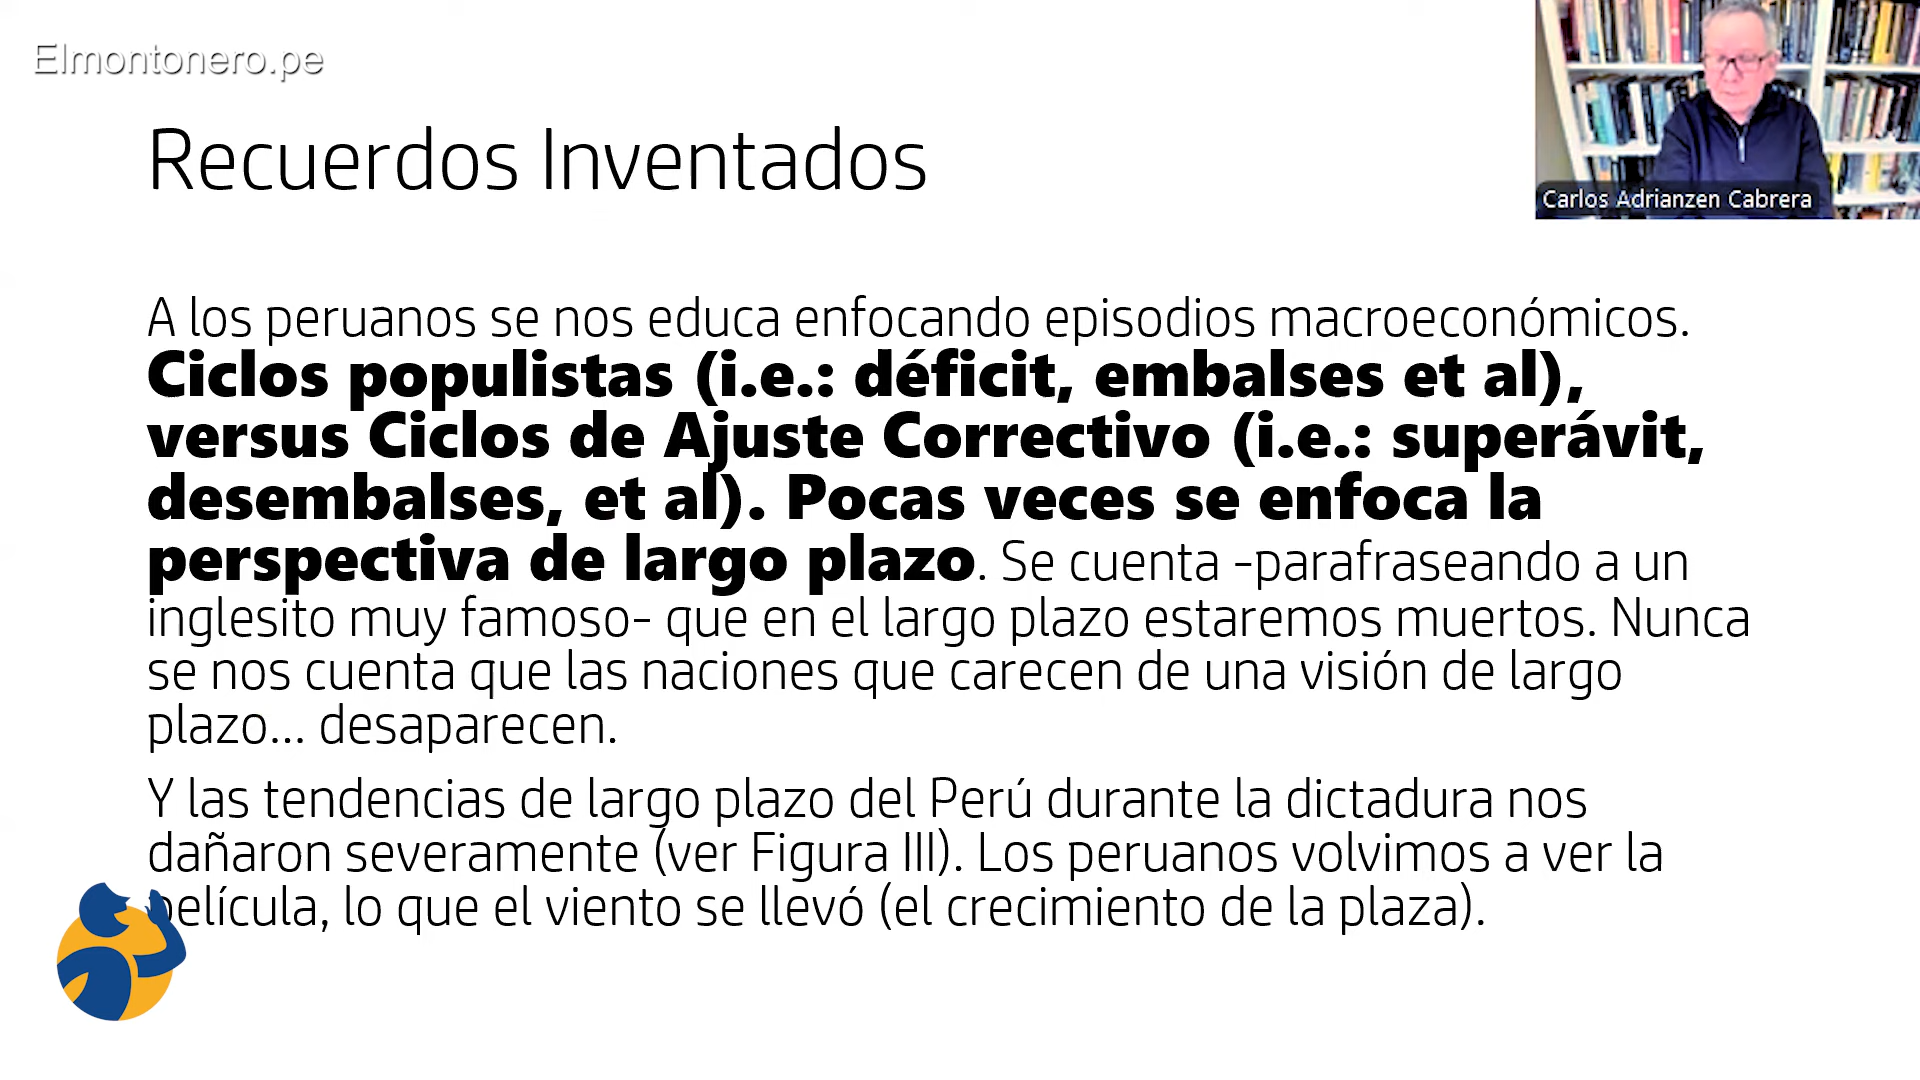 Elmontonero.pe
Carlos Adrianzen Cabrera
Recuerdos Inventados
A los peruanos se nos educa enfocando episodios macroeconómicos.
Ciclos populistas (i.e.: déficit, embalses et al),
versus Ciclos de Ajuste Correctivo (i.e.: superávit,
desembalses, et al). Pocas veces se enfoca la
perspectiva de largo plazo. Se cuenta -parafraseando a un
inglesito muy famoso- que en el largo plazo estaremos muertos. Nunca
se nos cuenta que las naciones que carecen de una visión de largo
plazo... desaparecen.
Y las tendencias de largo plazo del Perú durante la dictadura nos
dañaron severamente (ver Figura III). Los peruanos volvimos a ver la
película, lo que el viento se llevó (el crecimiento de la plaza).